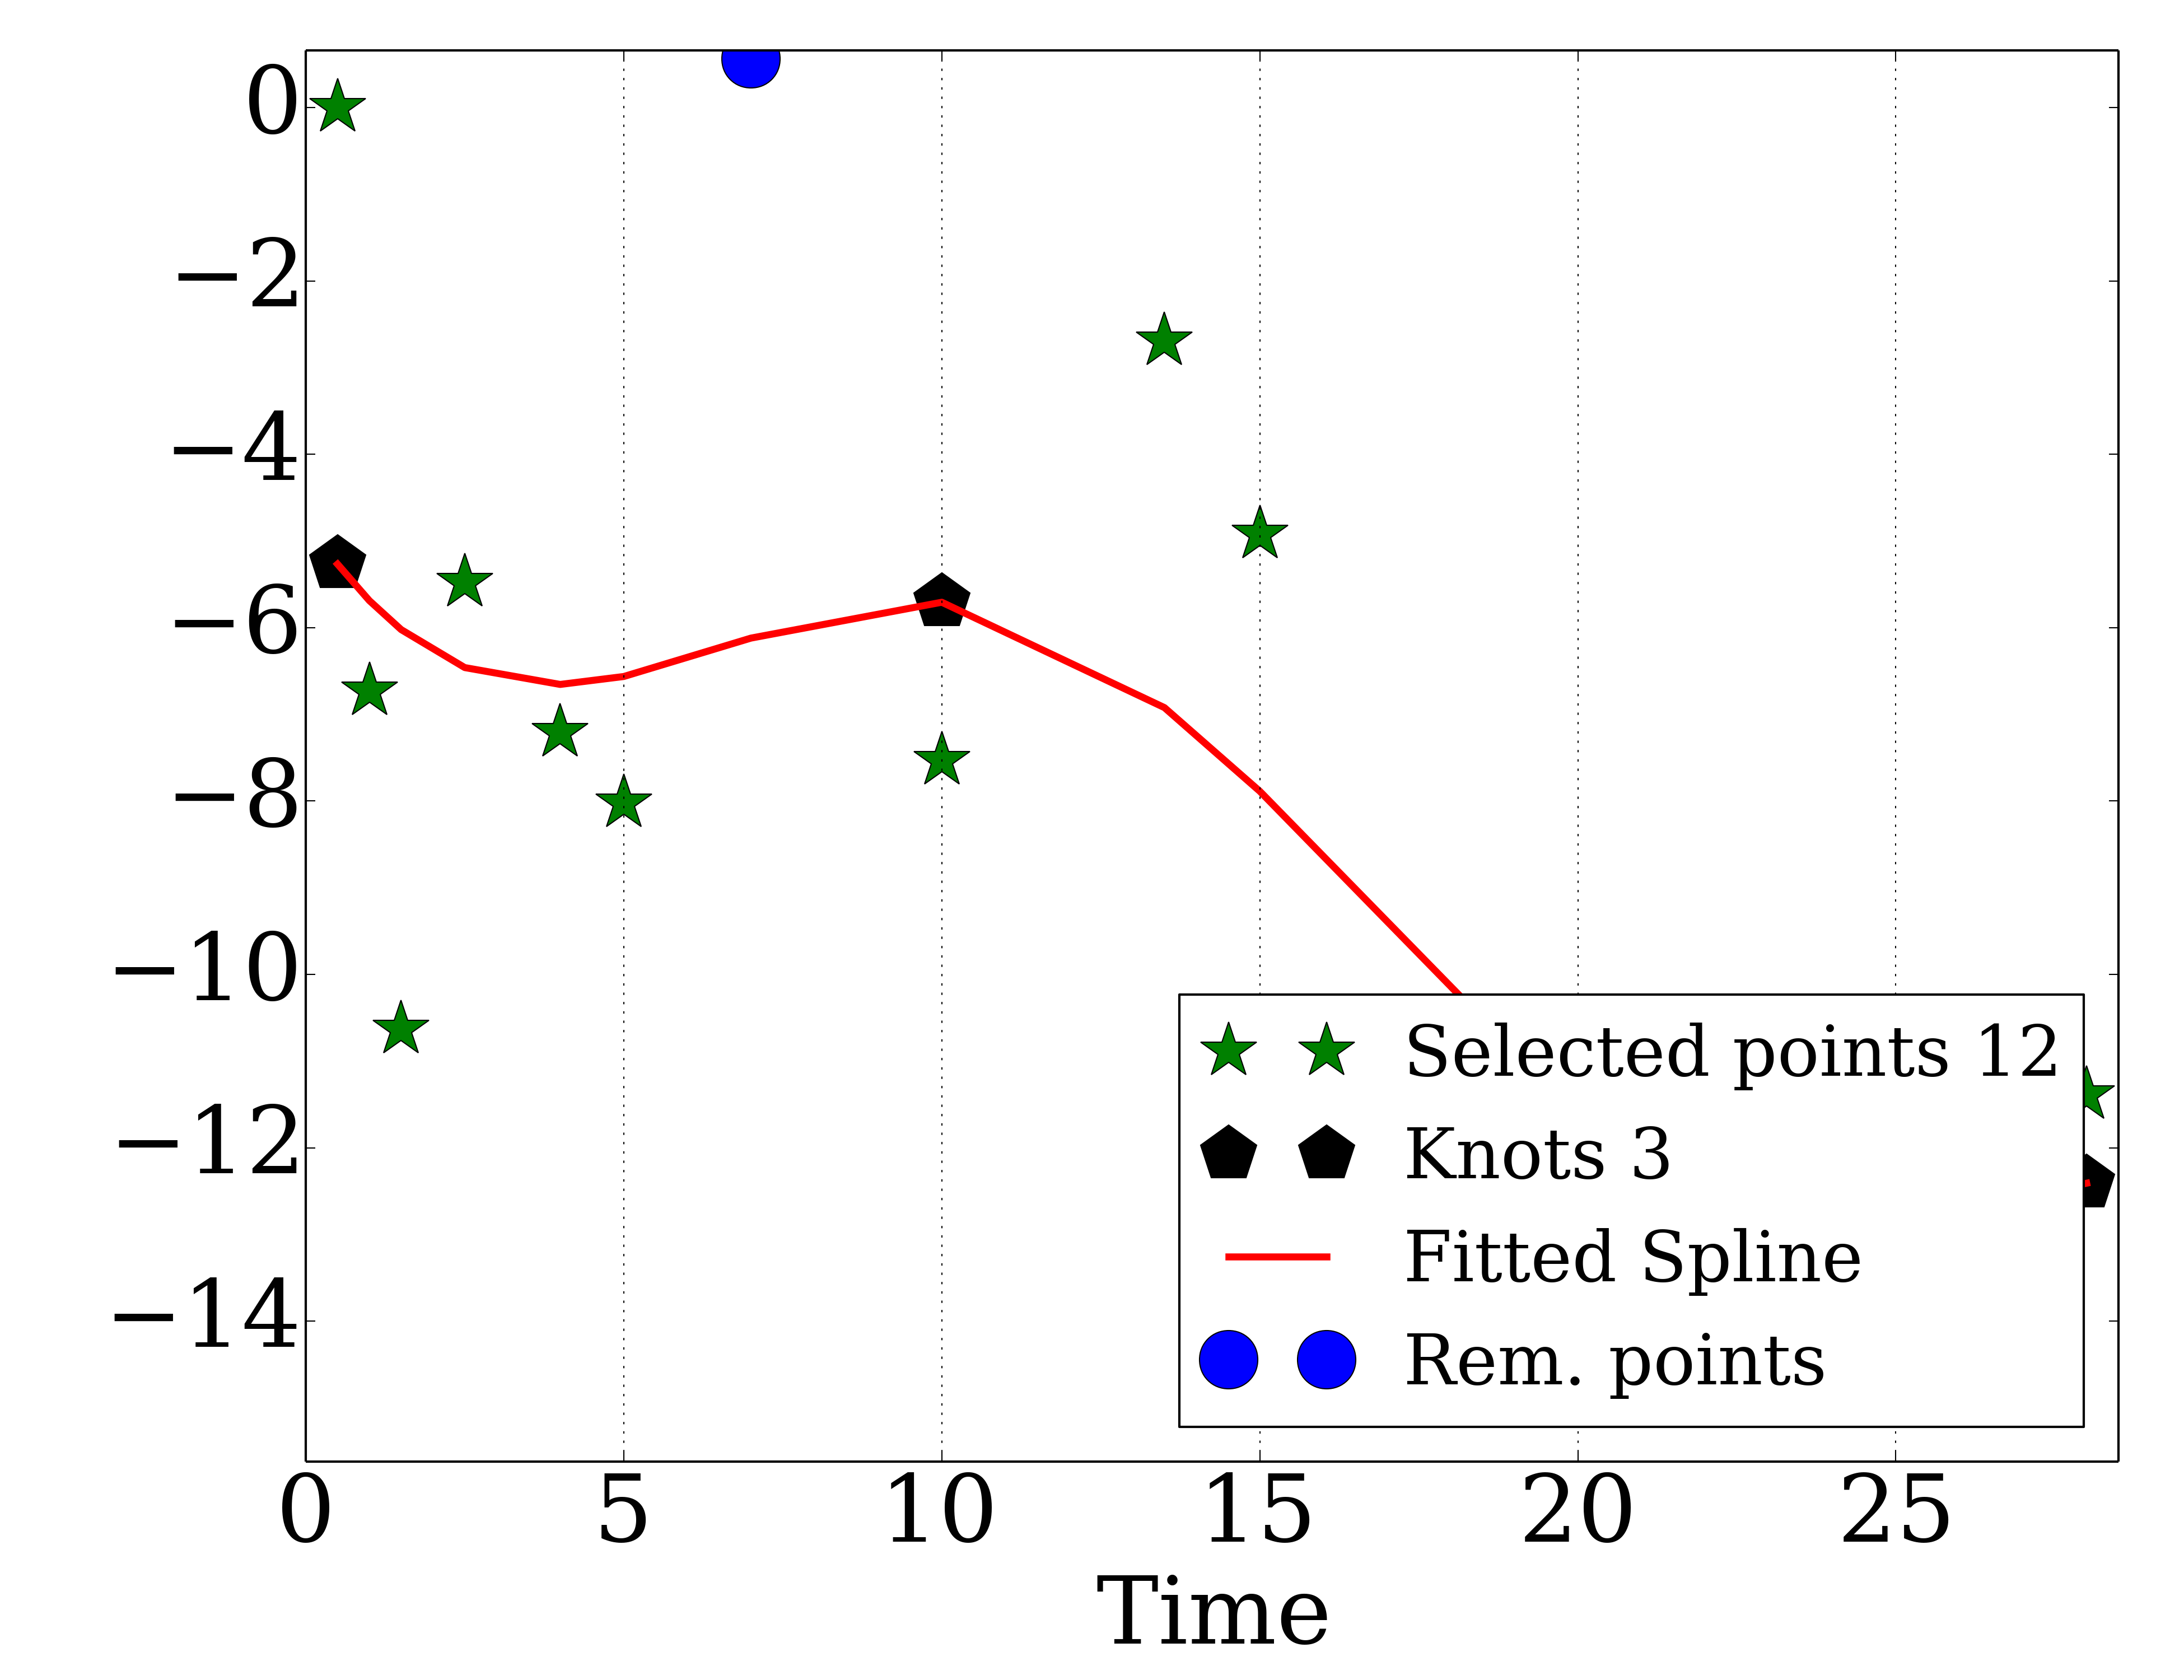 0
−2
−4
−6
−8
−10
−12
−14
Selected points 12
Knots 3
Fitted Spline
Rem. points
0 5 10 15 20 25
Time